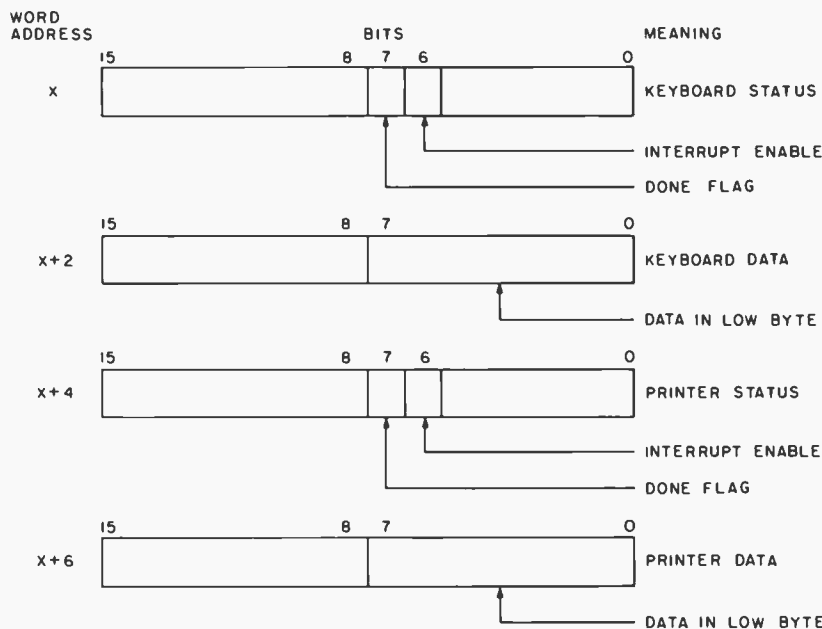 WORD
ADDRESS BITS MEANING
15 8 7 6 0
X KEYBOARD STATUS
INTERRUPT ENABLE
DONE FLAG
15 8 7 0
X+2 KEYBOARD DATA
DATA IN LOW BYTE
15 8 7 6 0
X+4 PRINTER STATUS
INTERRUPT ENABLE
DONE FLAG
15 8 7 0
X+6 PRINTER DATA
DATA IN LOW BYTE